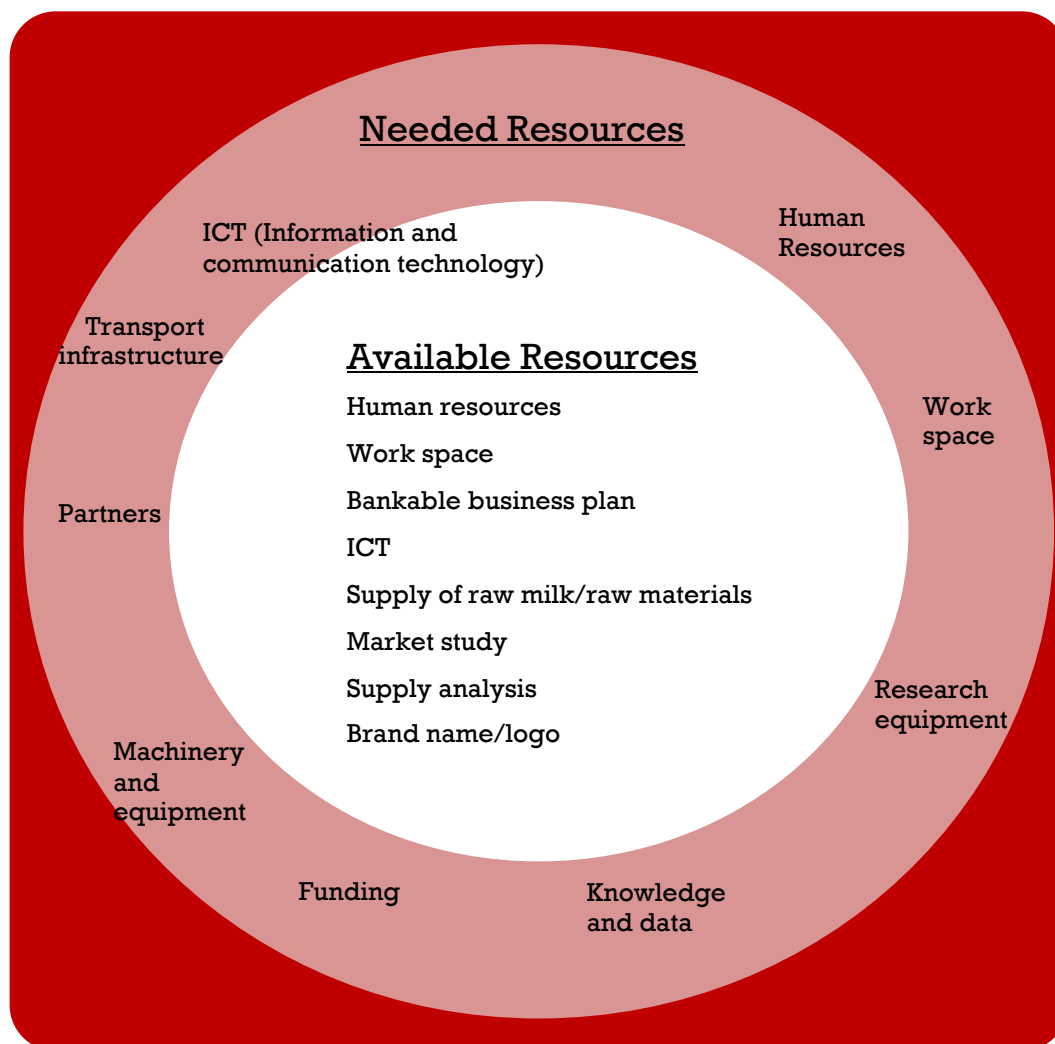 Needed Resources
ICT (Information and
communication technology)
Human
Resources
Transport
infrastructure
Work
space
Partners
Research
equipment
Machinery
and
equipment
Funding
Knowledge
and data
Available Resources
Human resources
Work space
Bankable business plan
ICT
Supply of raw milk/raw materials
Market study
Supply analysis
Brand name/logo